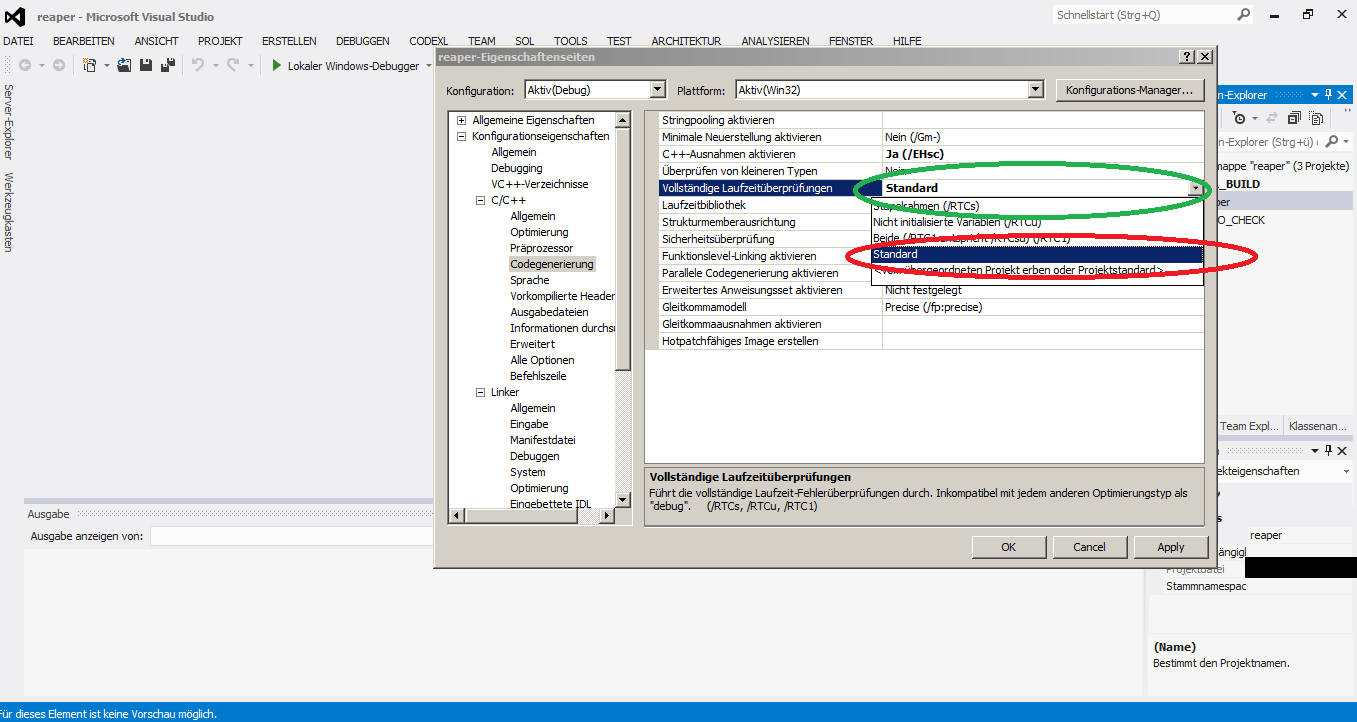 reaper - Microsoft Visual Studio
Schnellstart (Strg+Q)
DATEI BEARBEITEN ANSICHT PROJEKT ERSTELLEN DEBUGGEN CODEXL TEAM SQL TOOLS TEST ARCHITEKTUR ANALYSIEREN FENSTER HILFE
Lokaler Windows-Debugger
Server-Explorer
Werkzeugkasten
reaper-Eigenschaftenseiten
Konfiguration: Aktiv(Debug) Plattform: Aktiv(Win32) Konfigurations-Manager...
Allgemeine Eigenschaften
Konfigurationseigenschaften
Allgemein
Debugging
VC++-Verzeichnisse
C/C++
Allgemein
Optimierung
Präprozessor
Codegenerierung
Sprache
Vorkompilierte Header
Ausgabedateien
Informationen durchsu
Erweitert
Alle Optionen
Befehlszeile
Linker
Allgemein
Eingabe
Manifestdatei
Debuggen
System
Optimierung
Eingebettete IDL
Stringpooling aktivieren
Minimale Neuerstellung aktivieren Nein (/Gm-)
C++-Ausnahmen aktivieren Ja (/EHsc)
Überprüfen von kleineren Typen Nein
Vollständige Laufzeitüberprüfungen Standard
Laufzeitbibliothek
Strukturmemberausrichtung
Sicherheitsüberprüfung
Funktionslevel-Linking aktivieren
Parallele Codegenerierung aktivieren
Erweitertes Anweisungsset aktivieren Nicht festgelegt
Gleitkommamodell Precise (/fp:precise)
Gleitkommaausnahmen aktivieren
Hotpatchfähiges Image erstellen
Stapelrahmen (/RTCs)
Nicht initialisierte Variablen (/RTCu)
Beide (/RTC1 entspricht /RTCsu) (/RTC1)
Standard
<Vom übergeordneten Projekt erben oder Projektstandard>
Vollständige Laufzeitüberprüfungen
Führt die vollständige Laufzeit-Fehlerüberprüfungen durch. Inkompatibel mit jedem anderen Optimierungstyp als
"debug". (/RTCs, /RTCu, /RTC1)
OK Cancel Apply
n-Explorer
n-Explorer (Strg+ü)
mappe "reaper" (3 Projekte)
_BUILD
per
O_CHECK
Team Expl... Klassenan...
ekteigenschaften
reaper
ängigl
Projektdatei
Stammnamespac
(Name)
Bestimmt den Projektnamen.
Ausgabe
Ausgabe anzeigen von:
Für dieses Element ist keine Vorschau möglich.